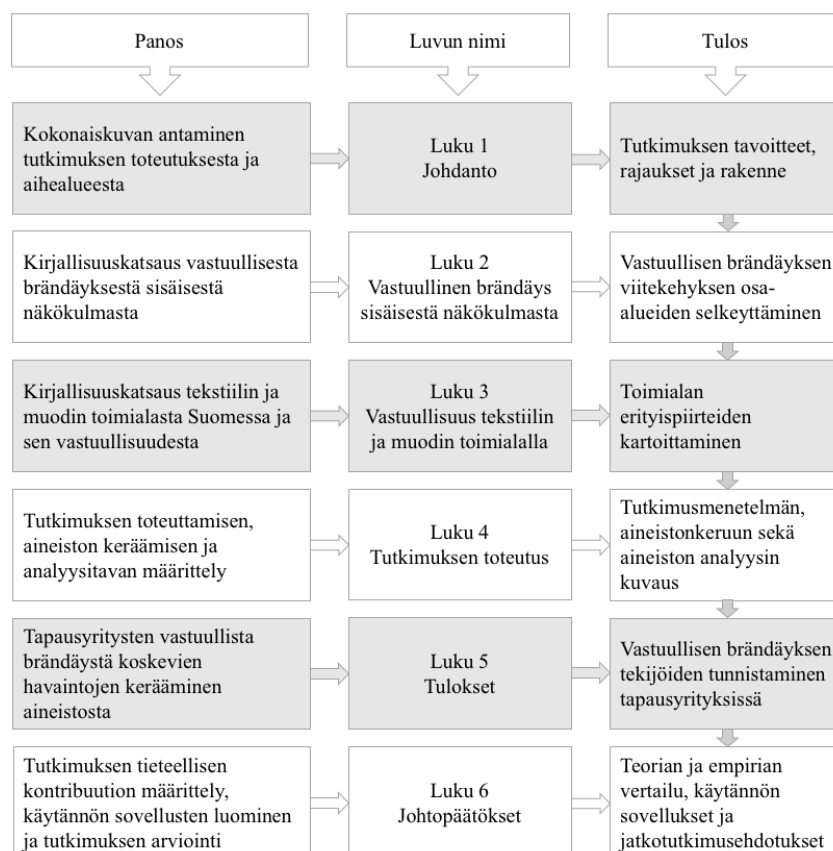 Panos
Luvun nimi
Tulos
Kokonaiskuvan antaminen
tutkimuksen toteutuksesta ja
aihealueesta
Luku 1
Johdanto
Tutkimuksen tavoitteet,
rajaukset ja rakenne
Kirjallisuuskatsaus vastuullisesta
brändäyksestä sisäisestä
näkökulmasta
Luku 2
Vastuullinen brändäys
sisäisestä näkökulmasta
Vastuullisen brändäyksen
viitekehyksen osa-
alueiden selkeyttäminen
Kirjallisuuskatsaus tekstiilin ja
muodin toimialasta Suomessa ja
sen vastuullisuudesta
Luku 3
Vastuullisuus tekstiilin
ja muodin toimialalla
Toimialan
erityispiirteiden
kartoittaminen
Tutkimuksen toteuttamisen,
aineiston keräämisen ja
analyysitavan määrittely
Luku 4
Tutkimuksen toteutus
Tutkimusmenetelmän,
aineistonkeruun sekä
aineiston analyysin
kuvaus
Tapausyritysten vastuullista
brändäystä koskevien
havaintojen kerääminen
aineistosta
Luku 5
Tulokset
Vastuullisen brändäyksen
tekijöiden tunnistaminen
tapausyrityksissä
Tutkimuksen tieteellisen
kontribuution määrittely,
käytännön sovellusten luominen
ja tutkimuksen arviointi
Luku 6
Johtopäätökset
Teorian ja empirian
vertailu, käytännön
sovellukset ja
jatkotutkimusehdotukset